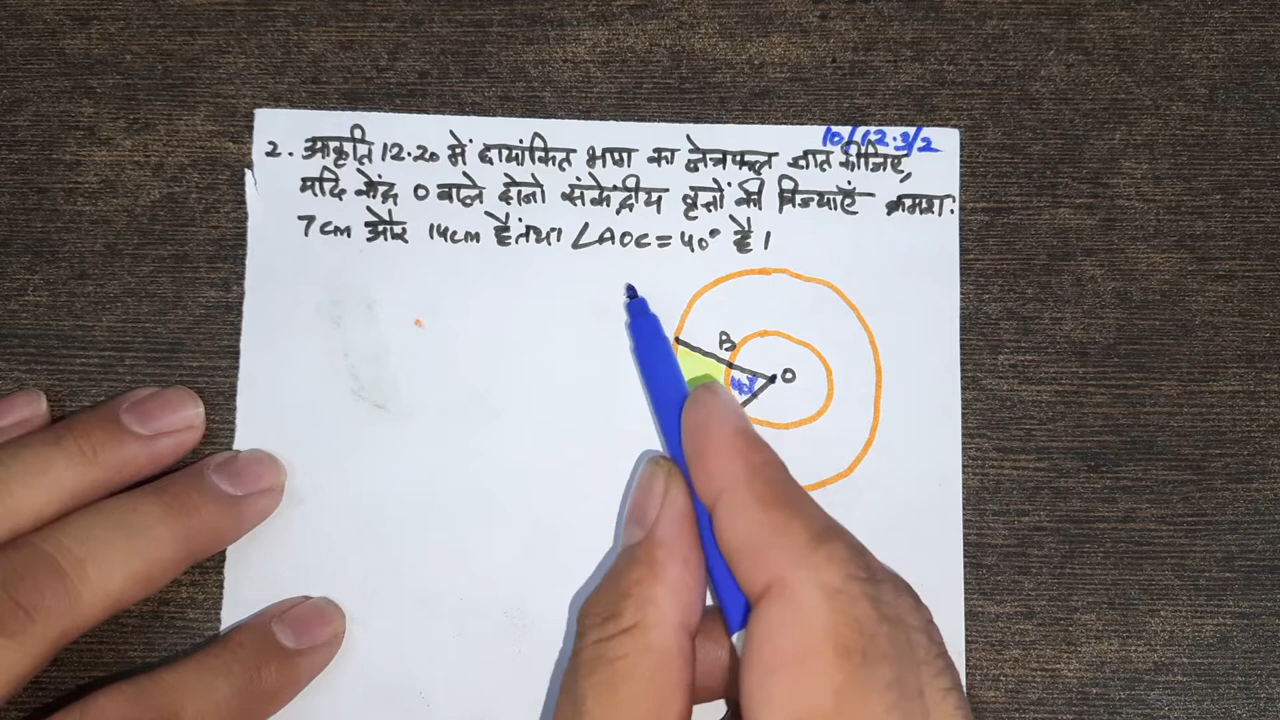 10/12.3/2
2. आकृति 12.20 में छायांकित भाग का क्षेत्रफल ज्ञात कीजिए,
यदि केंद्र O वाले दोनो संकेंद्रीय वृत्तों की त्रिज्याएँ क्रमशः
7cm और 14cm हैं तथा ∠AOC=40° है।
B
40°
O